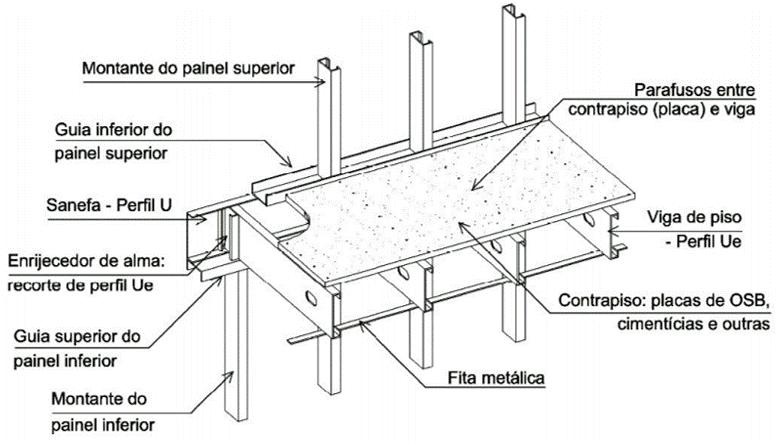 Montante do painel superior
Guia inferior do
painel superior
Sanefa - Perfil U
Enrijecedor de alma:
recorte de perfil Ue
Guia superior do
painel inferior
Montante do
painel inferior
Parafusos entre
contrapiso (placa) e viga
Viga de piso
- Perfil Ue
Contrapiso: placas de OSB,
cimentícias e outras
Fita metálica